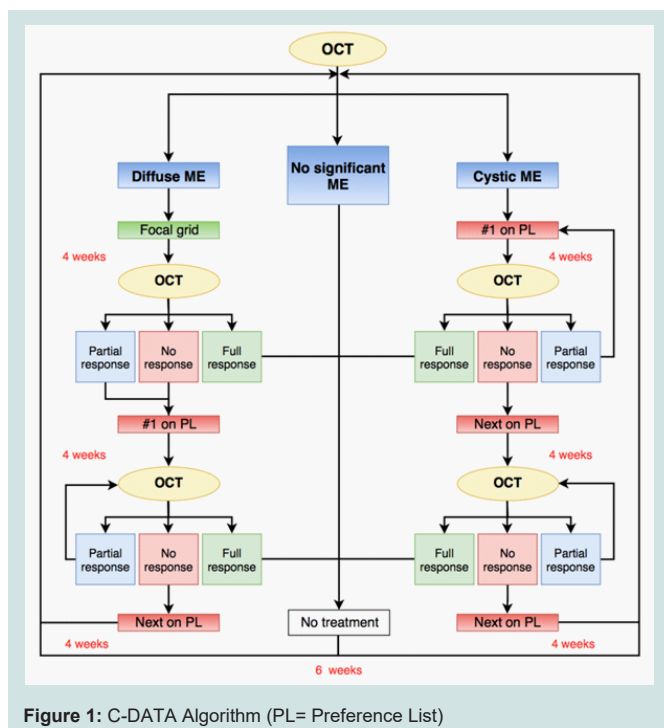 OCT
Diffuse ME
No significant
ME
Cystic ME
Focal grid
#1 on PL
4 weeks
4 weeks
OCT
OCT
Partial
response
No
response
Full
response
Full
response
No
response
Partial
response
#1 on PL
Next on PL
4 weeks
4 weeks
OCT
OCT
Partial
response
No
response
Full
response
Full
response
No
response
Partial
response
Next on PL
No treatment
Next on PL
4 weeks
4 weeks
6 weeks
Figure 1: C-DATA Algorithm (PL= Preference List)